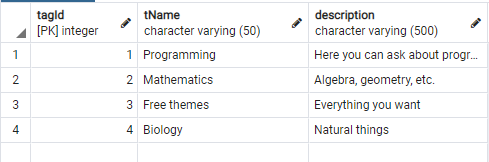 tagId tName description
[PK] integer character varying (50) character varying (500)
1 1 Programming Here you can ask about progr...
2 2 Mathematics Algebra, geometry, etc.
3 3 Free themes Everything you want
4 4 Biology Natural things